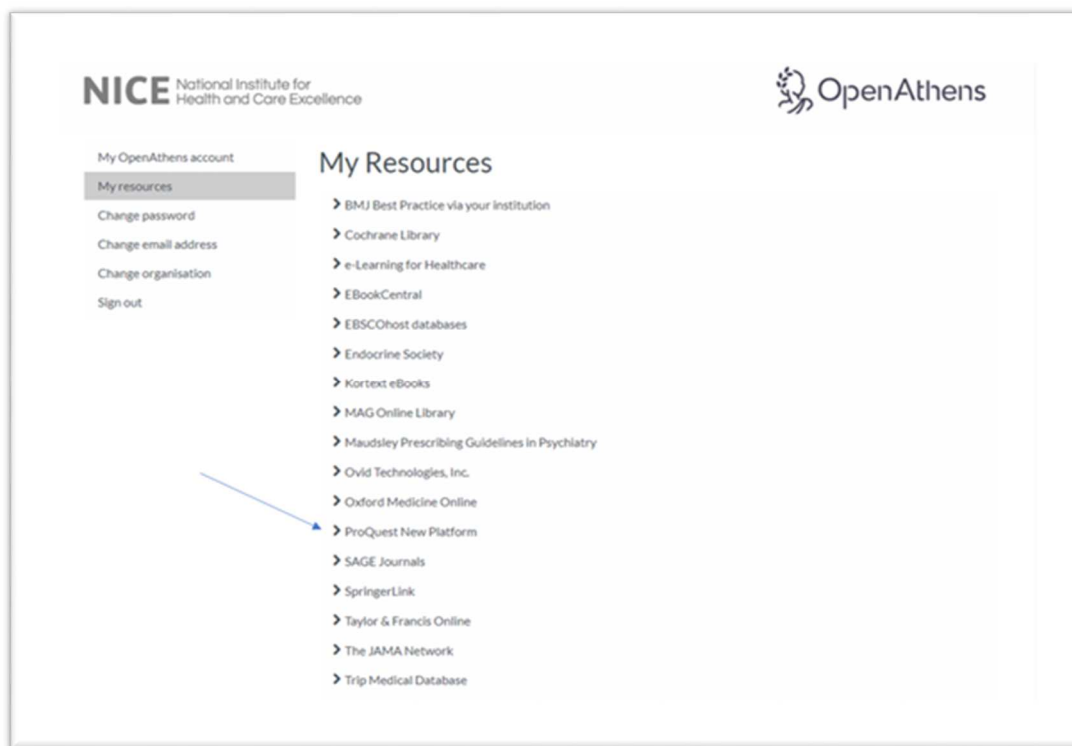 NICE National Institute for
Health and Care Excellence
OpenAthens
My OpenAthens account
My resources
Change password
Change email address
Change organisation
Sign out
My Resources
BMJ Best Practice via your institution
Cochrane Library
e-Learning for Healthcare
EBookCentral
EBSCOhost databases
Endocrine Society
Kortext eBooks
MAG Online Library
Maudsley Prescribing Guidelines in Psychiatry
Ovid Technologies, Inc.
Oxford Medicine Online
ProQuest New Platform
SAGE Journals
SpringerLink
Taylor & Francis Online
The JAMA Network
Trip Medical Database